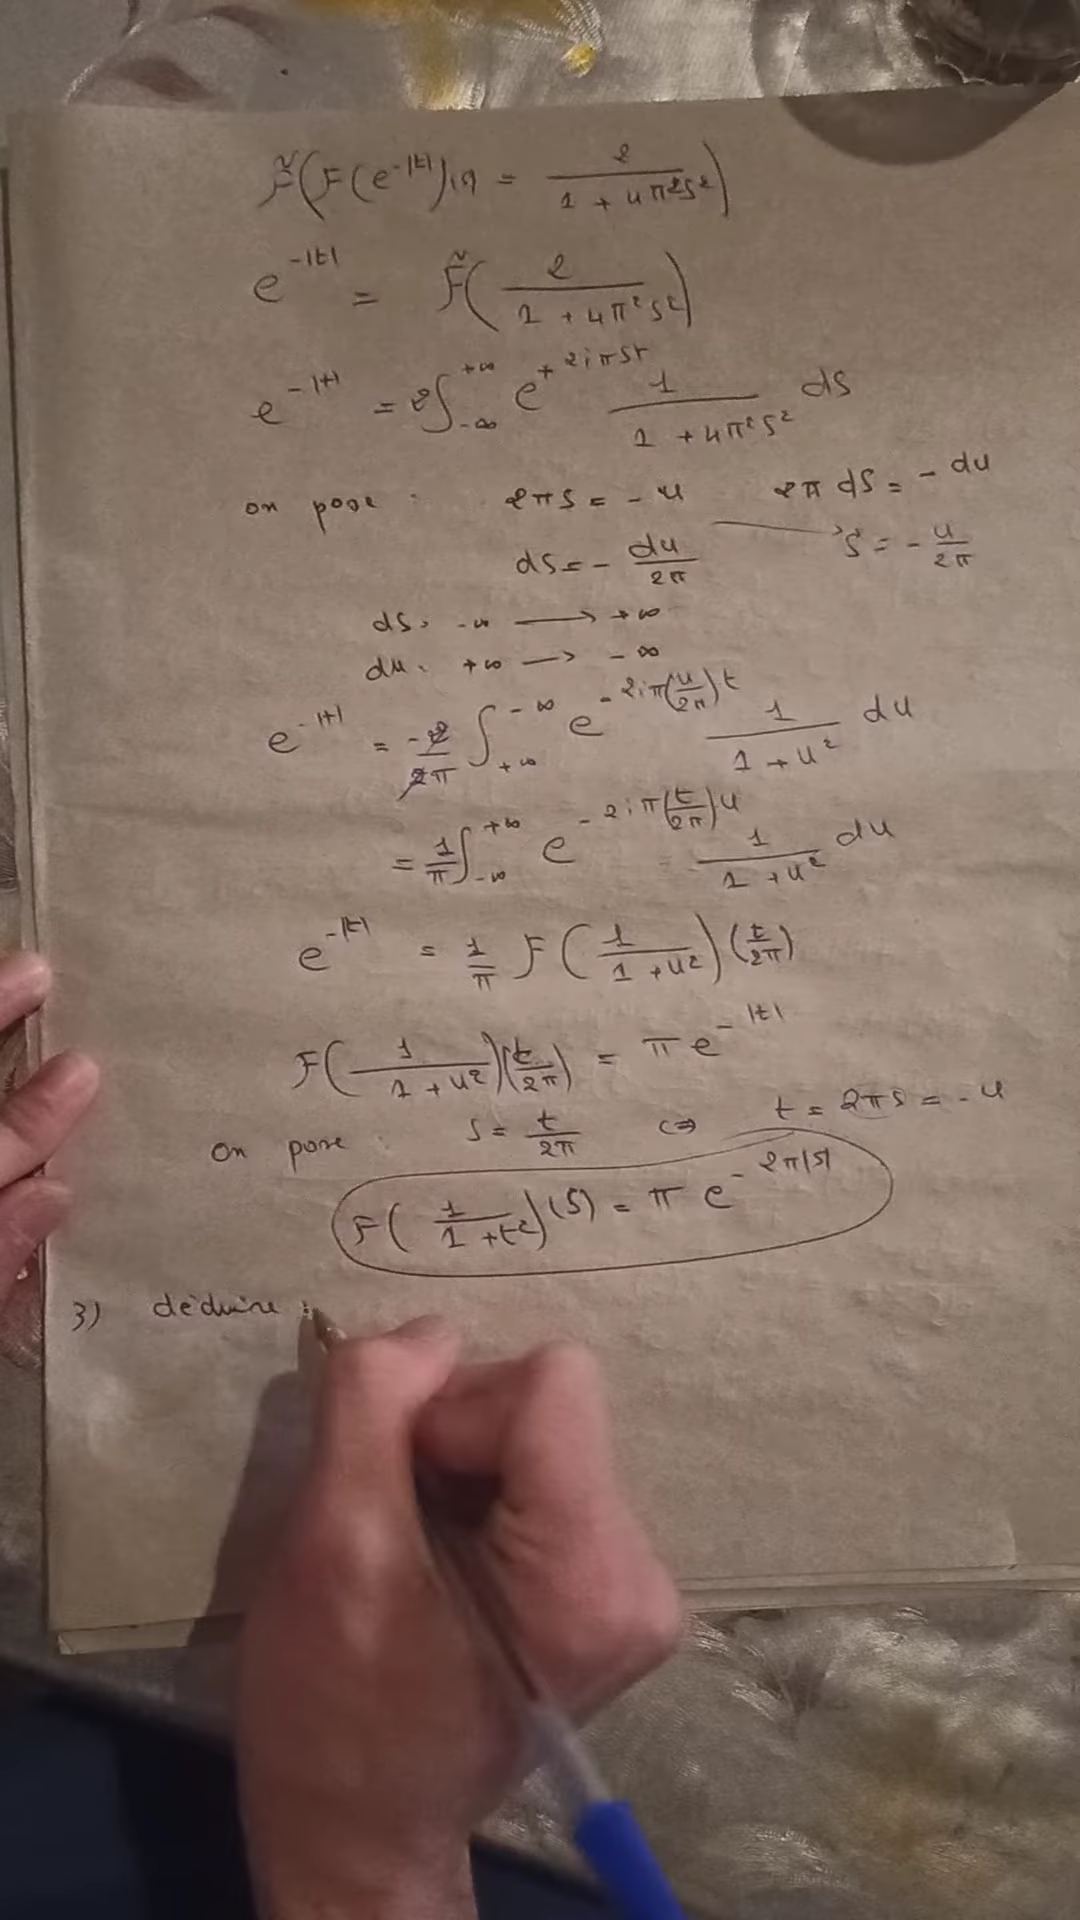 F̌(F(e^{-|t|})(s) = 2/(1 + 4π²s²))
e^{-|t|} = F̌(2/(1 + 4π²s²))
e^{-|t|} = 2∫_{-∞}^{+∞} e^{+2iπst} 1/(1 + 4π²s²) ds
on pose : 2πs = - u 2π ds = - du
ds = - du/2π → s = - u/2π
ds. -∞ → +∞
du. +∞ → -∞
e^{-|t|} = -2/2π ∫_{+∞}^{-∞} e^{-2iπ(u/2π)t} 1/(1 + u²) du
= 1/π ∫_{-∞}^{+∞} e^{-2iπ(t/2π)u} 1/(1 + u²) du
e^{-|t|} = 1/π F(1/(1 + u²))(t/2π)
F(1/(1 + u²))(t/2π) = π e^{-|t|}
On pose : s = t/2π ⇔ t = 2πs = - u
F(1/(1 + t²))(s) = π e^{-2π|s|}
3) déduire :